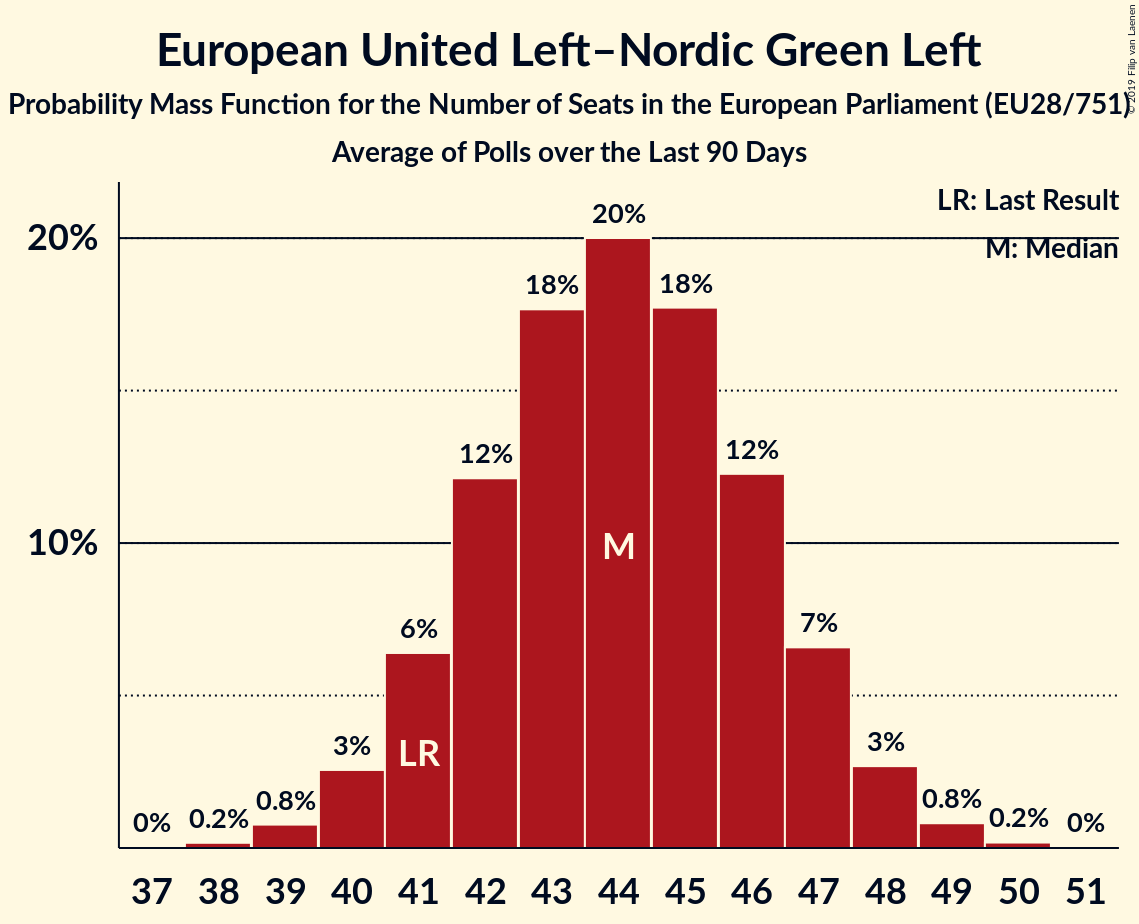 European United Left–Nordic Green Left
Probability Mass Function for the Number of Seats in the European Parliament (EU28/751)
Average of Polls over the Last 90 Days
© 2019 Filip van Laenen
LR: Last Result
M: Median
20%
10%
0%
0.2%
0.8%
3%
6%
12%
18%
20%
18%
12%
7%
3%
0.8%
0.2%
0%
LR
M
37 38 39 40 41 42 43 44 45 46 47 48 49 50 51